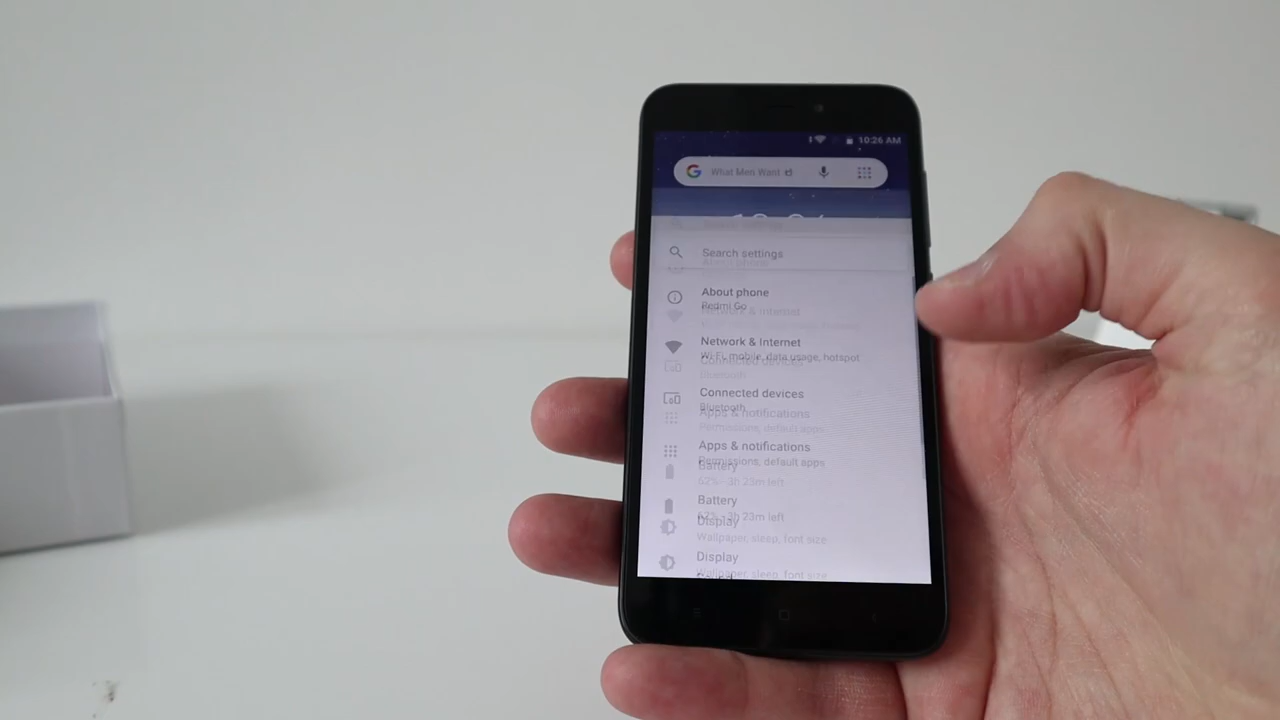 10:26 AM
G What Men Want
Search settings
About phone
Redmi Go
Network & Internet
Wi-Fi, mobile, data usage, hotspot
Connected devices
Bluetooth
Apps & notifications
Permissions, default apps
Battery
62% - 3h 23m left
Display
Wallpaper, sleep, font size